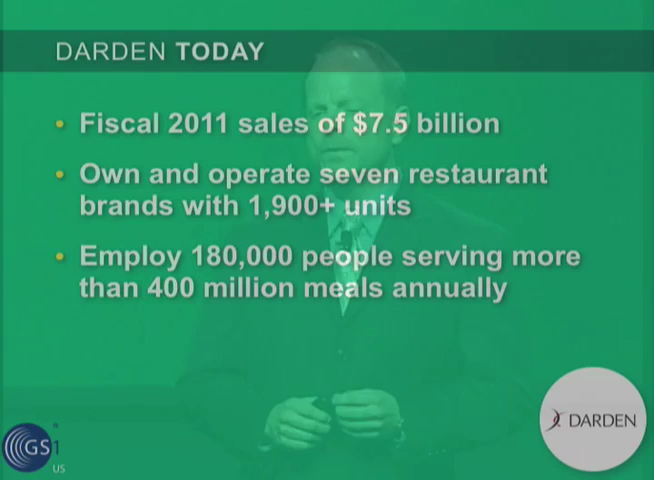 DARDEN TODAY
• Fiscal 2011 sales of $7.5 billion
• Own and operate seven restaurant
brands with 1,900+ units
• Employ 180,000 people serving more
than 400 million meals annually
GS1
US
DARDEN